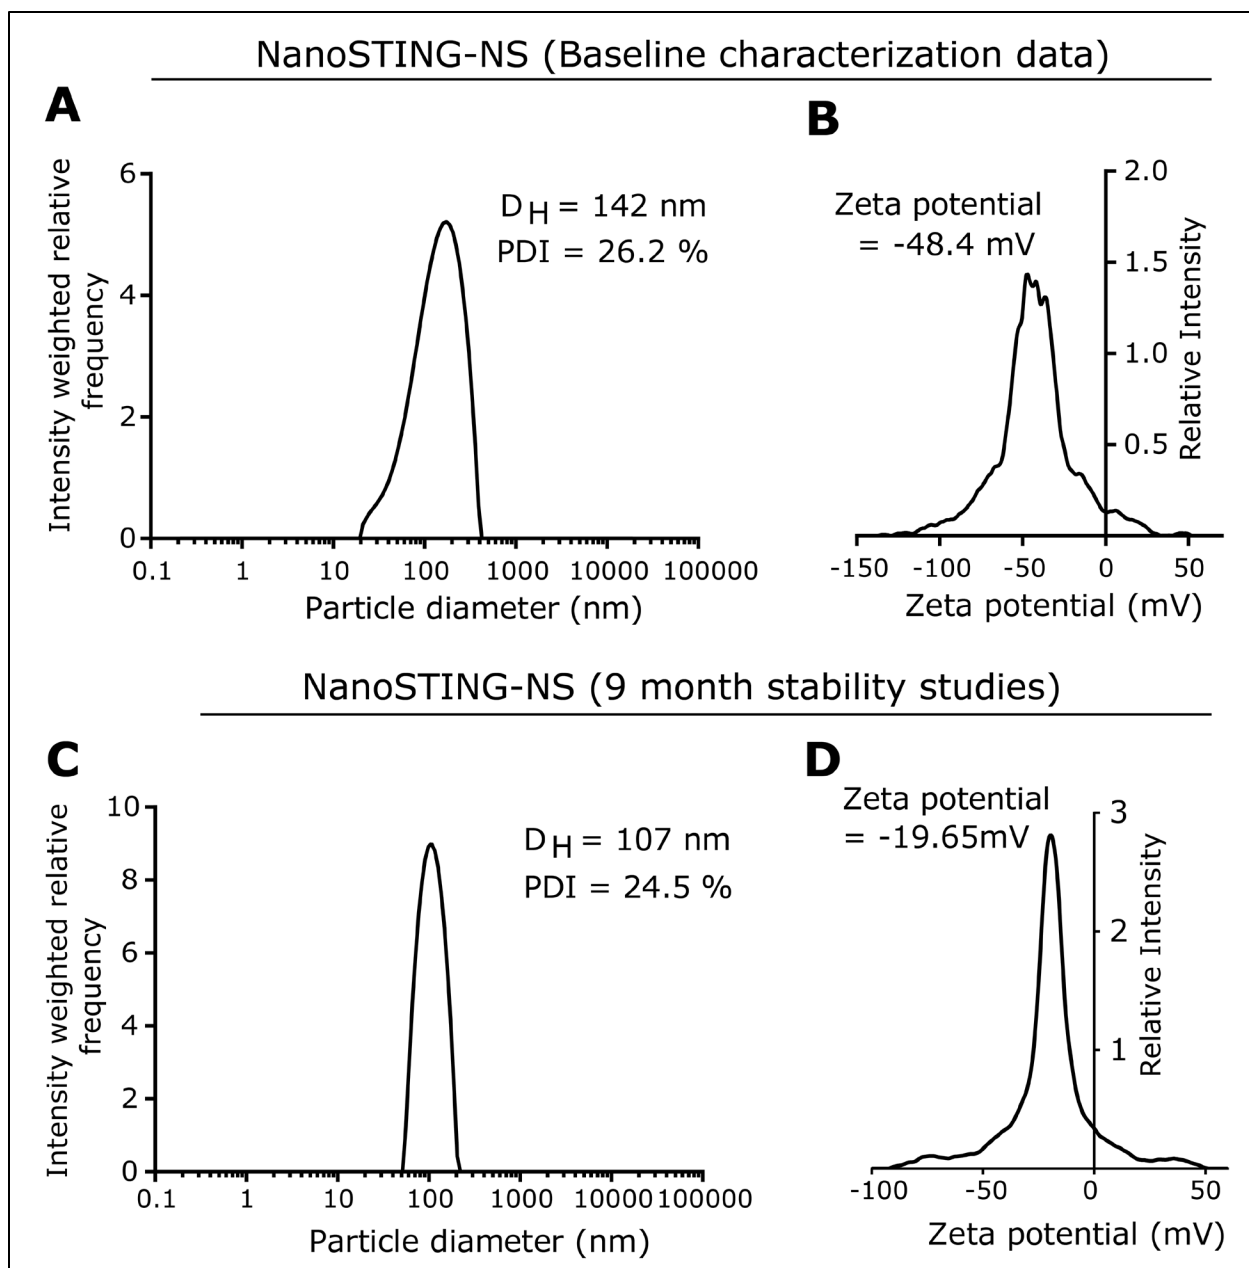 NanoSTING-NS (Baseline characterization data)
A
Intensity weighted relative
frequency
6
4
2
0
0.1 1 10 100 1000 10000 100000
Particle diameter (nm)
DH = 142 nm
PDI = 26.2 %
B
Zeta potential
= -48.4 mV
2.0
1.5
1.0
0.5
Relative Intensity
-150 -100 -50 0 50
Zeta potential (mV)
NanoSTING-NS (9 month stability studies)
C
Intensity weighted relative
frequency
10
8
6
4
2
0
0.1 1 10 100 1000 10000 100000
Particle diameter (nm)
DH = 107 nm
PDI = 24.5 %
D
Zeta potential
= -19.65mV
3
2
1
Relative Intensity
-100 -50 0 50
Zeta potential (mV)